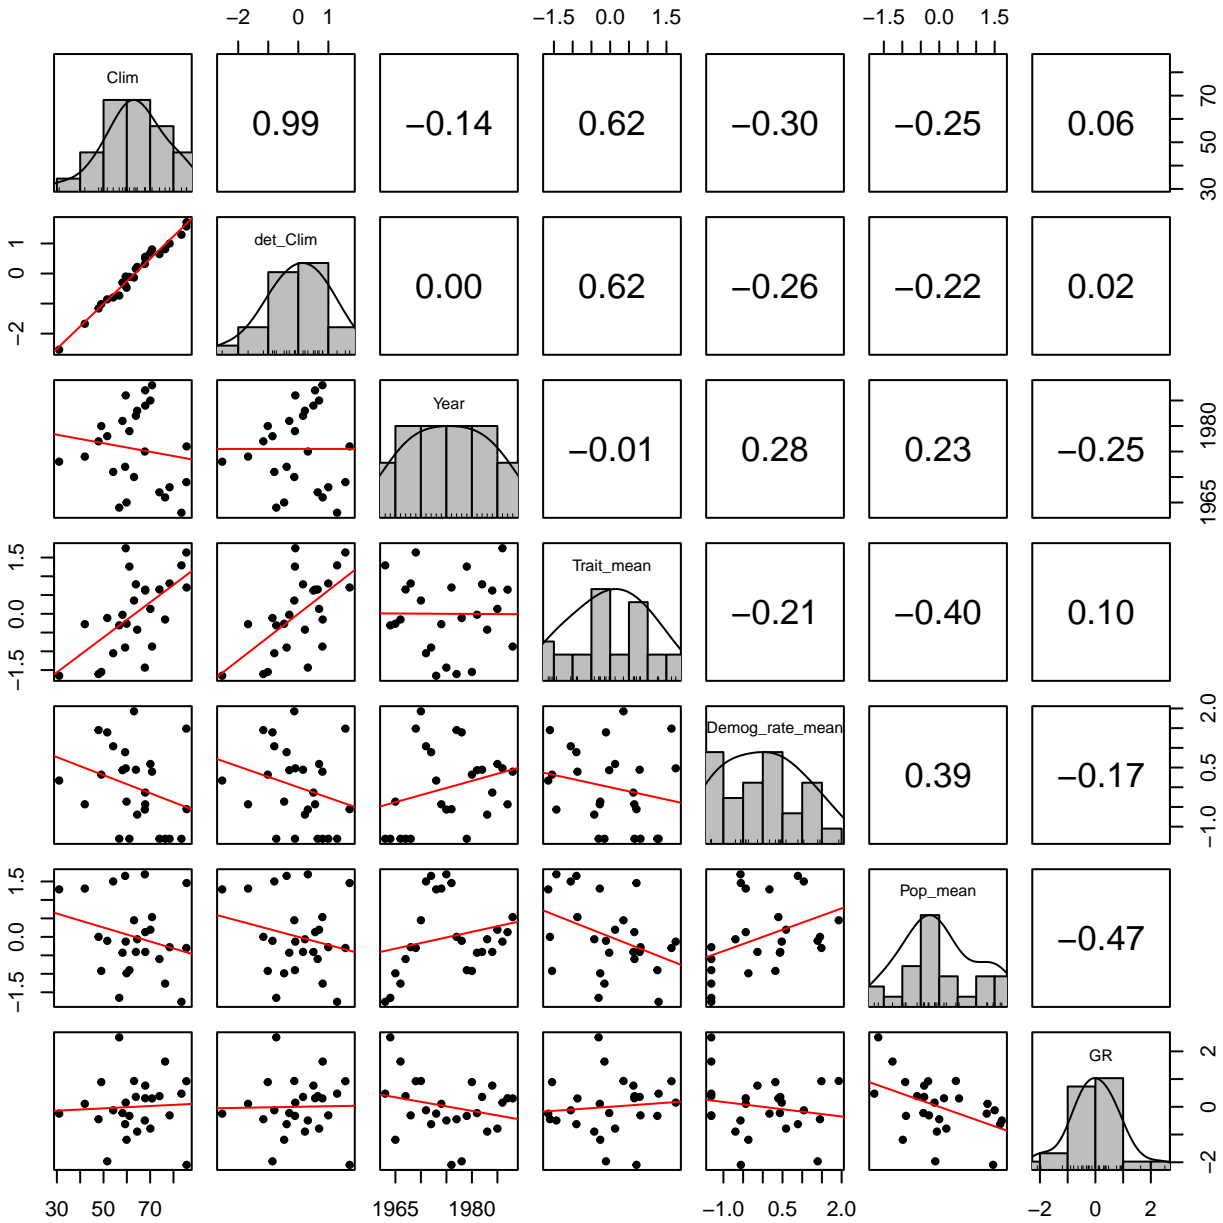 −2 0 1 −1.5 0.0 1.5 −1.5 0.0 1.5
Clim 0.99 −0.14 0.62 −0.30 −0.25 0.06 30 50 70
−2 0 1 det_Clim 0.00 0.62 −0.26 −0.22 0.02
Year −0.01 0.28 0.23 −0.25 1965 1980
−1.5 0.0 1.5 Trait_mean −0.21 −0.40 0.10
Demog_rate_mean 0.39 −0.17 −1.0 0.5 2.0
−1.5 0.0 1.5 Pop_mean −0.47
GR −2 0 2
30 50 70 1965 1980 −1.0 0.5 2.0 −2 0 2